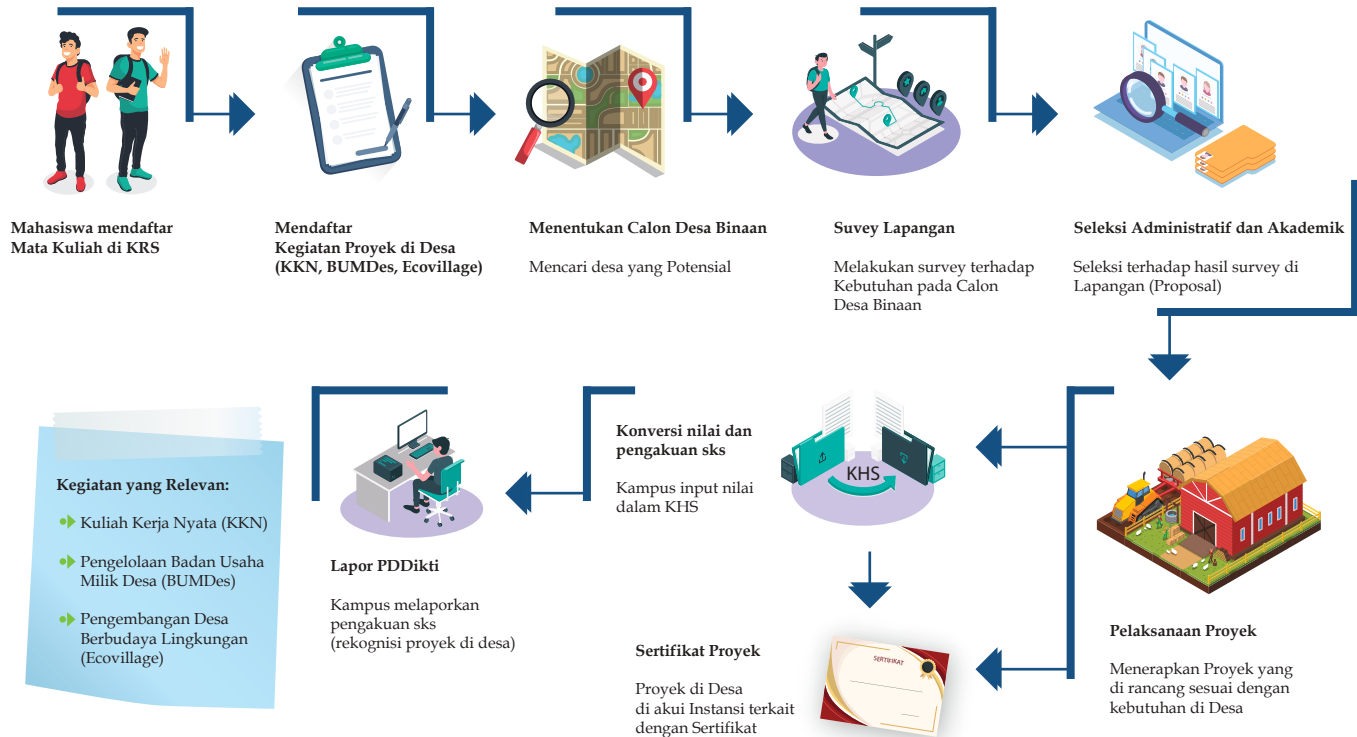 Mahasiswa mendaftar
Mata Kuliah di KRS
Mendaftar
Kegiatan Proyek di Desa
(KKN, BUMDes, Ecovillage)
Menentukan Calon Desa Binaan
Mencari desa yang Potensial
Suvey Lapangan
Melakukan survey terhadap
Kebutuhan pada Calon
Desa Binaan
Seleksi Administratif dan Akademik
Seleksi terhadap hasil survey di
Lapangan (Proposal)
Pelaksanaan Proyek
Menerapkan Proyek yang
di rancang sesuai dengan
kebutuhan di Desa
Konversi nilai dan
pengakuan sks
Kampus input nilai
dalam KHS
KHS
Sertifikat Proyek
Proyek di Desa
di akui Instansi terkait
dengan Sertifikat
SERTIFIKAT
Lapor PDDikti
Kampus melaporkan
pengakuan sks
(rekognisi proyek di desa)
Kegiatan yang Relevan:
Kuliah Kerja Nyata (KKN)
Pengelolaan Badan Usaha
Milik Desa (BUMDes)
Pengembangan Desa
Berbudaya Lingkungan
(Ecovillage)